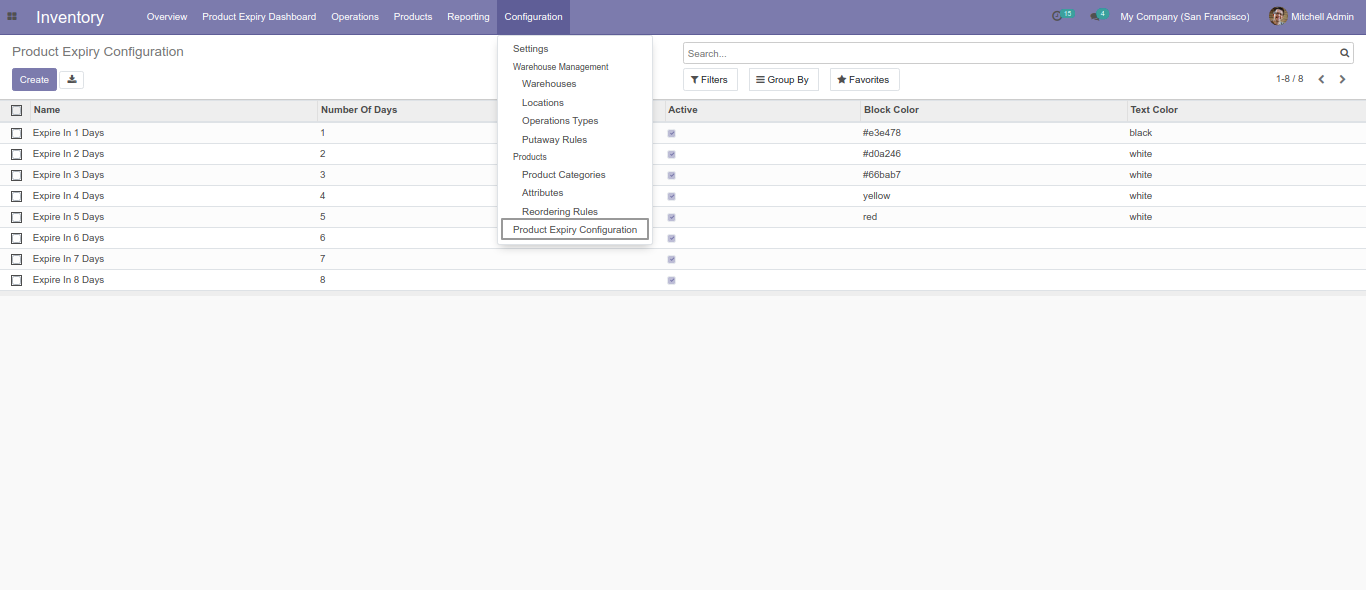 Inventory Overview Product Expiry Dashboard Operations Products Reporting Configuration 15 4 My Company (San Francisco) Mitchell Admin
Product Expiry Configuration
Search...
Create
Filters Group By Favorites 1-8 / 8
Settings
Warehouse Management
Warehouses
Locations
Operations Types
Putaway Rules
Products
Product Categories
Attributes
Reordering Rules
Product Expiry Configuration
Name Number Of Days Active Block Color Text Color
Expire In 1 Days 1 #e3e478 black
Expire In 2 Days 2 #d0a246 white
Expire In 3 Days 3 #66bab7 white
Expire In 4 Days 4 yellow white
Expire In 5 Days 5 red white
Expire In 6 Days 6
Expire In 7 Days 7
Expire In 8 Days 8